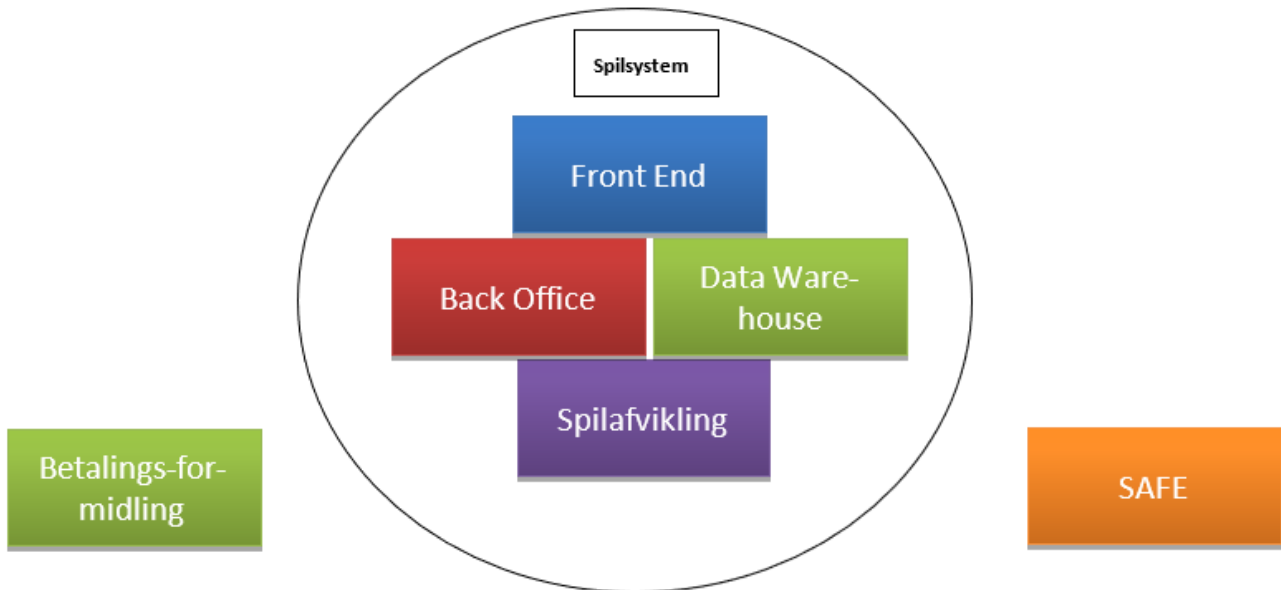 Spilsystem
Front End
Back Office
Data Ware-
house
Spilafvikling
Betalings-for-
midling
SAFE